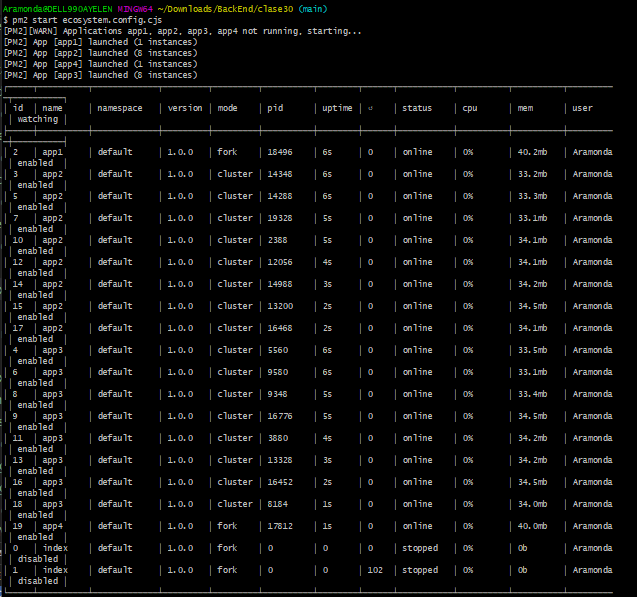 Aramonda@DELL990AYELEN MINGW64 ~/Downloads/BackEnd/clase30 (main)
$ pm2 start ecosystem.config.cjs
[PM2][WARN] Applications app1, app2, app3, app4 not running, starting...
[PM2] App [app1] launched (1 instances)
[PM2] App [app2] launched (8 instances)
[PM2] App [app4] launched (1 instances)
[PM2] App [app3] launched (8 instances)
│ id │ name │ namespace │ version │ mode │ pid │ uptime │ ↺ │ status │ cpu │ mem │ user
│ watching │
│ 2 │ app1 │ default │ 1.0.0 │ fork │ 18496 │ 6s │ 0 │ online │ 0% │ 40.2mb │ Aramonda
│ enabled │
│ 3 │ app2 │ default │ 1.0.0 │ cluster │ 14348 │ 6s │ 0 │ online │ 0% │ 33.2mb │ Aramonda
│ enabled │
│ 5 │ app2 │ default │ 1.0.0 │ cluster │ 14288 │ 6s │ 0 │ online │ 0% │ 33.3mb │ Aramonda
│ enabled │
│ 7 │ app2 │ default │ 1.0.0 │ cluster │ 19328 │ 5s │ 0 │ online │ 0% │ 33.1mb │ Aramonda
│ enabled │
│ 10 │ app2 │ default │ 1.0.0 │ cluster │ 2388 │ 5s │ 0 │ online │ 0% │ 34.1mb │ Aramonda
│ enabled │
│ 12 │ app2 │ default │ 1.0.0 │ cluster │ 12056 │ 4s │ 0 │ online │ 0% │ 34.1mb │ Aramonda
│ enabled │
│ 14 │ app2 │ default │ 1.0.0 │ cluster │ 14988 │ 3s │ 0 │ online │ 0% │ 34.2mb │ Aramonda
│ enabled │
│ 15 │ app2 │ default │ 1.0.0 │ cluster │ 13200 │ 2s │ 0 │ online │ 0% │ 34.5mb │ Aramonda
│ enabled │
│ 17 │ app2 │ default │ 1.0.0 │ cluster │ 16468 │ 2s │ 0 │ online │ 0% │ 34.1mb │ Aramonda
│ enabled │
│ 4 │ app3 │ default │ 1.0.0 │ cluster │ 5560 │ 6s │ 0 │ online │ 0% │ 33.5mb │ Aramonda
│ enabled │
│ 6 │ app3 │ default │ 1.0.0 │ cluster │ 9580 │ 6s │ 0 │ online │ 0% │ 33.1mb │ Aramonda
│ enabled │
│ 8 │ app3 │ default │ 1.0.0 │ cluster │ 9348 │ 5s │ 0 │ online │ 0% │ 33.4mb │ Aramonda
│ enabled │
│ 9 │ app3 │ default │ 1.0.0 │ cluster │ 16776 │ 5s │ 0 │ online │ 0% │ 34.5mb │ Aramonda
│ enabled │
│ 11 │ app3 │ default │ 1.0.0 │ cluster │ 3880 │ 4s │ 0 │ online │ 0% │ 34.2mb │ Aramonda
│ enabled │
│ 13 │ app3 │ default │ 1.0.0 │ cluster │ 13328 │ 3s │ 0 │ online │ 0% │ 34.2mb │ Aramonda
│ enabled │
│ 16 │ app3 │ default │ 1.0.0 │ cluster │ 16452 │ 2s │ 0 │ online │ 0% │ 34.5mb │ Aramonda
│ enabled │
│ 18 │ app3 │ default │ 1.0.0 │ cluster │ 8184 │ 1s │ 0 │ online │ 0% │ 34.0mb │ Aramonda
│ enabled │
│ 19 │ app4 │ default │ 1.0.0 │ fork │ 17812 │ 1s │ 0 │ online │ 0% │ 40.0mb │ Aramonda
│ enabled │
│ 0 │ index │ default │ 1.0.0 │ fork │ 0 │ 0 │ 0 │ stopped │ 0% │ 0b │ Aramonda
│ disabled │
│ 1 │ index │ default │ 1.0.0 │ fork │ 0 │ 0 │ 102 │ stopped │ 0% │ 0b │ Aramonda
│ disabled │